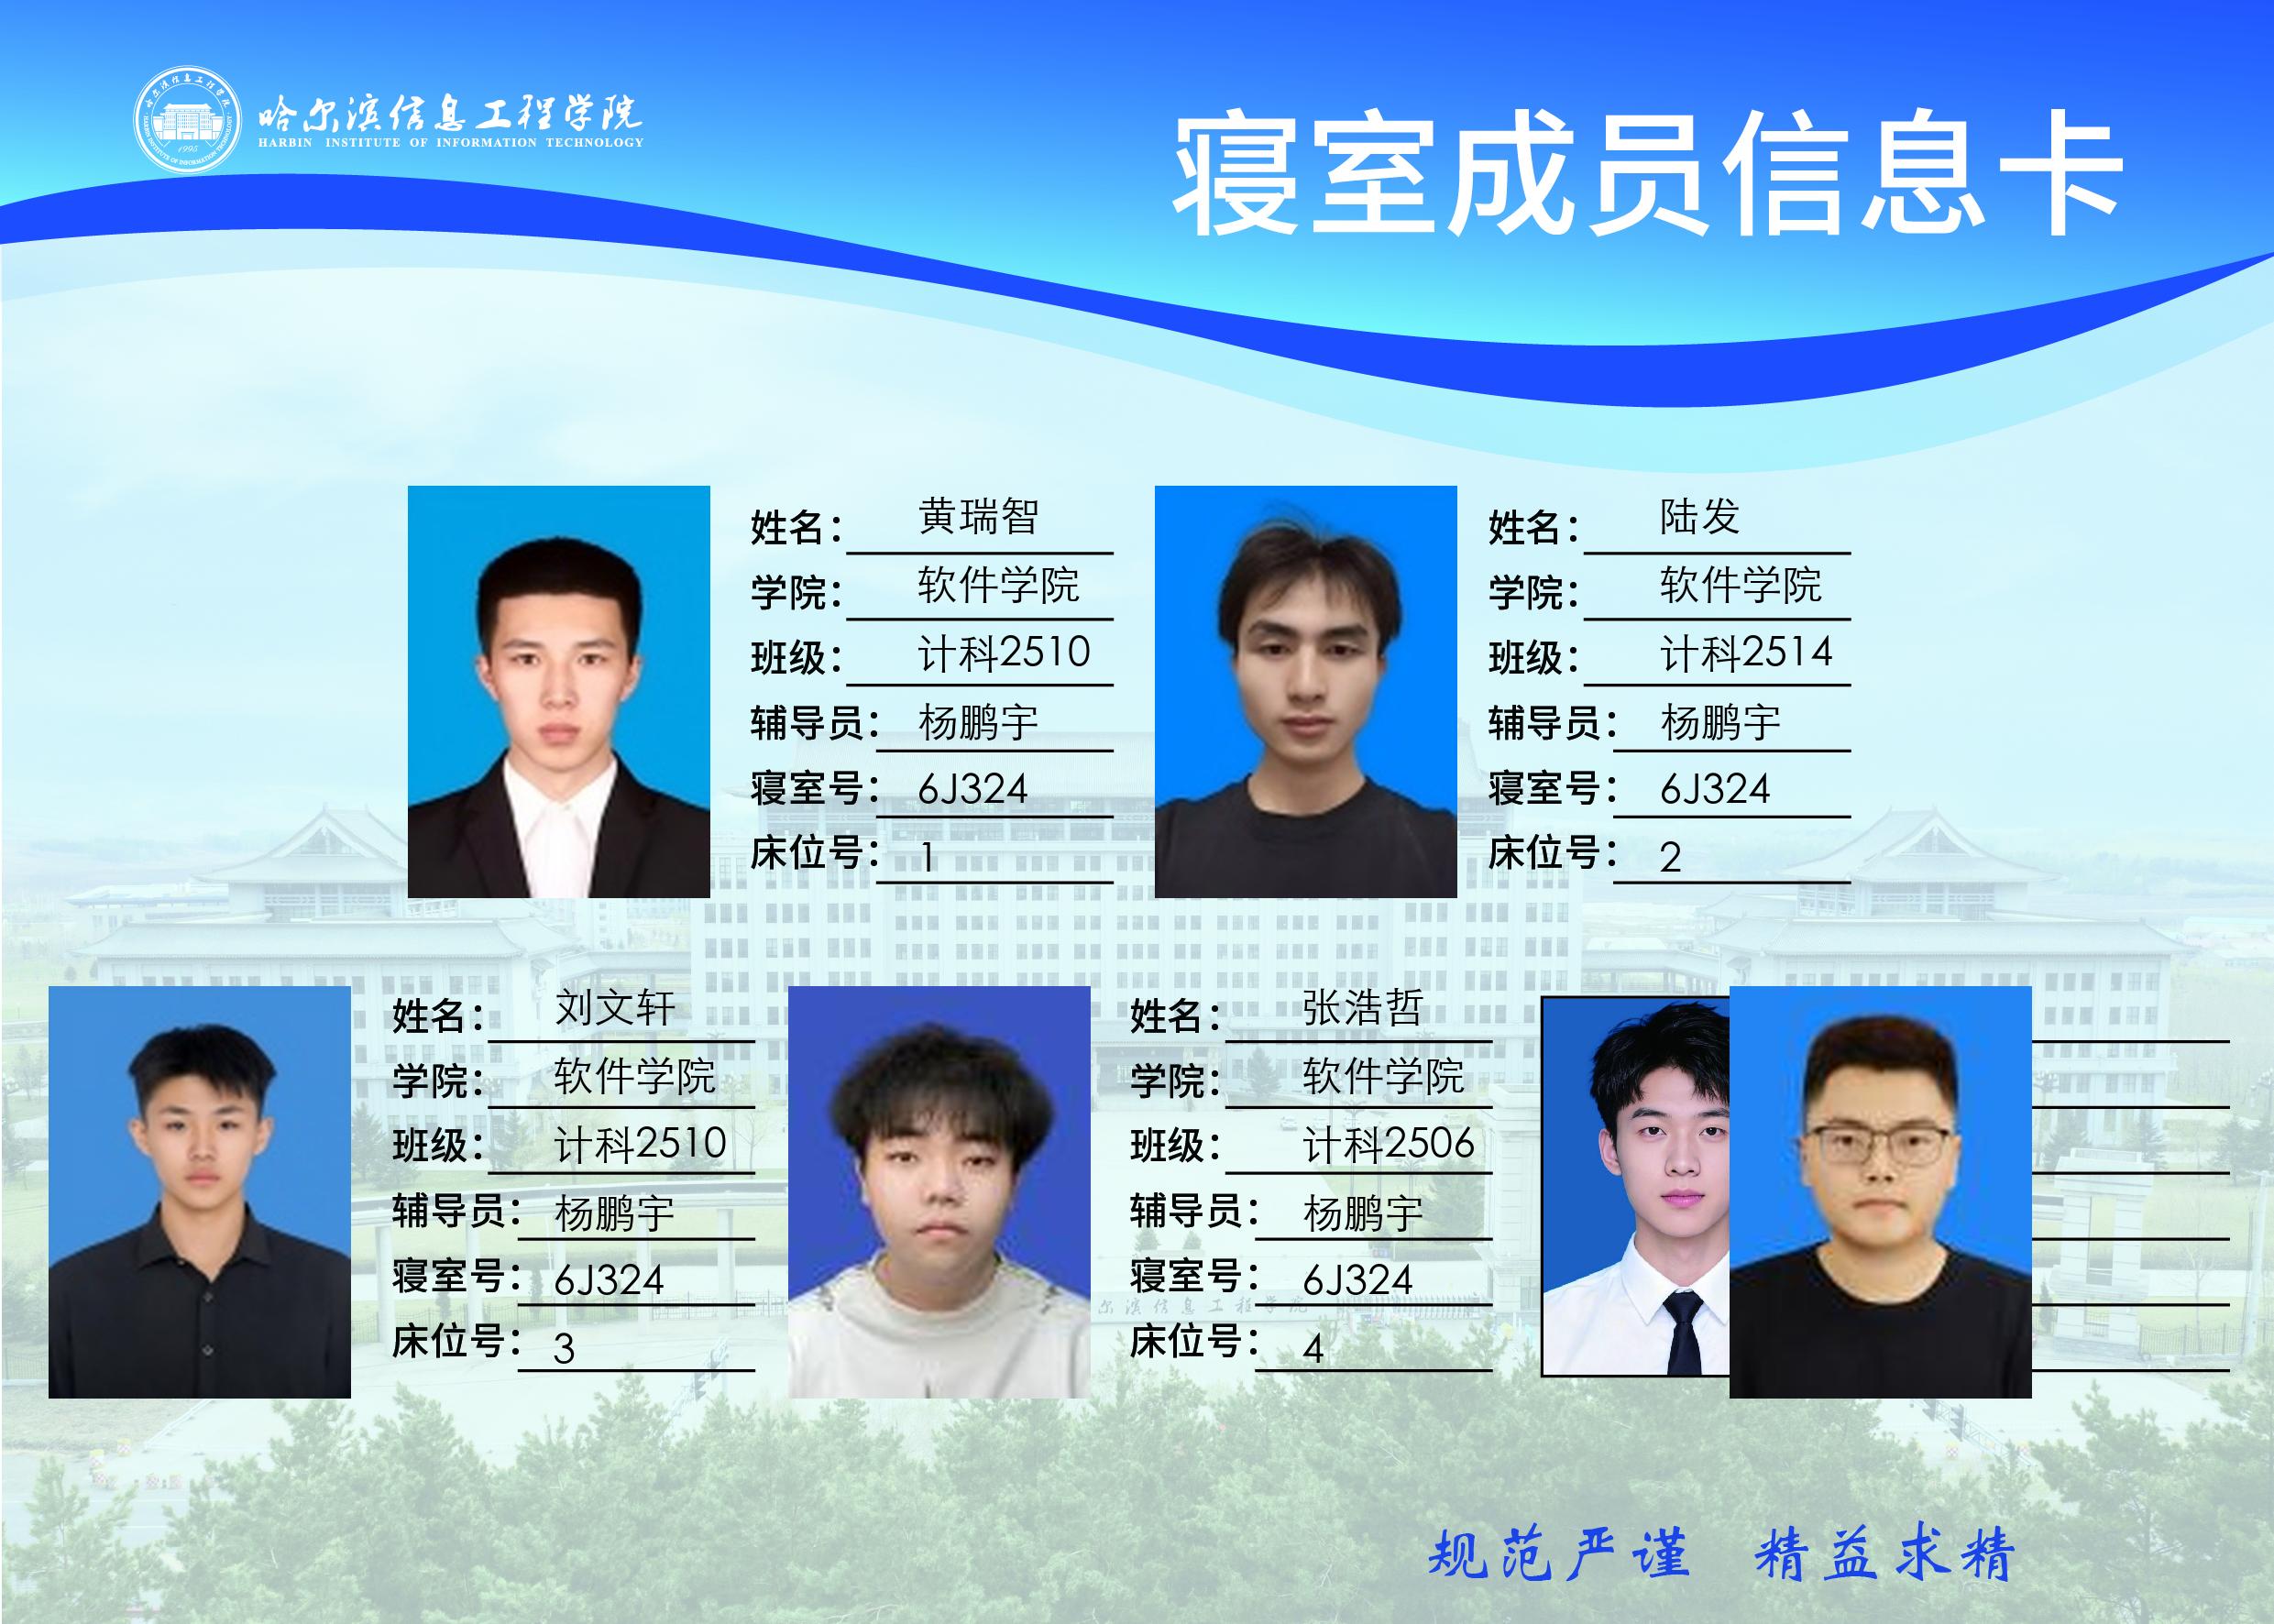 哈尔滨信息工程学院
HARBIN INSTITUTE OF INFORMATION TECHNOLOGY
1995
寝室成员信息卡
姓名： 黄瑞智
学院： 软件学院
班级： 计科2510
辅导员： 杨鹏宇
寝室号： 6J324
床位号： 1
姓名： 陆发
学院： 软件学院
班级： 计科2514
辅导员： 杨鹏宇
寝室号： 6J324
床位号： 2
姓名： 刘文轩
学院： 软件学院
班级： 计科2510
辅导员： 杨鹏宇
寝室号： 6J324
床位号： 3
姓名： 张浩哲
学院： 软件学院
班级： 计科2506
辅导员： 杨鹏宇
寝室号： 6J324
床位号： 4
尔滨信息工程学院
规范严谨 精益求精